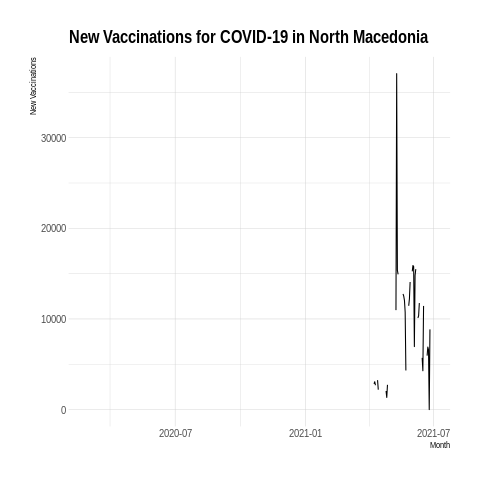 New Vaccinations for COVID-19 in North Macedonia
New Vaccinations
30000
20000
10000
0
2020-07
2021-01
2021-07
Month